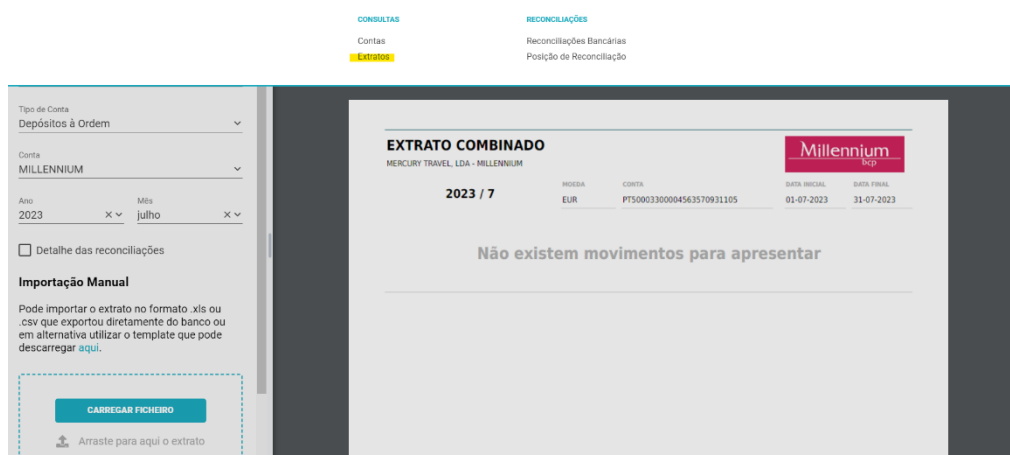 CONSULTAS
Contas
Extratos
RECONCILIAÇÕES
Reconciliações Bancárias
Posição de Reconciliação
Tipo de Conta
Depósitos à Ordem
Conta
MILLENNIUM
Ano
2023
Mês
julho
Detalhe das reconciliações
Importação Manual
Pode importar o extrato no formato .xls ou
.csv que exportou diretamente do banco ou
em alternativa utilizar o template que pode
descarregar aqui.
CARREGAR FICHEIRO
Arraste para aqui o extrato
EXTRATO COMBINADO
MERCURY TRAVEL, LDA - MILLENNIUM
Millennium
bcp
2023 / 7
MOEDA
EUR
CONTA
PT50003300004563570931105
DATA INICIAL
01-07-2023
DATA FINAL
31-07-2023
Não existem movimentos para apresentar